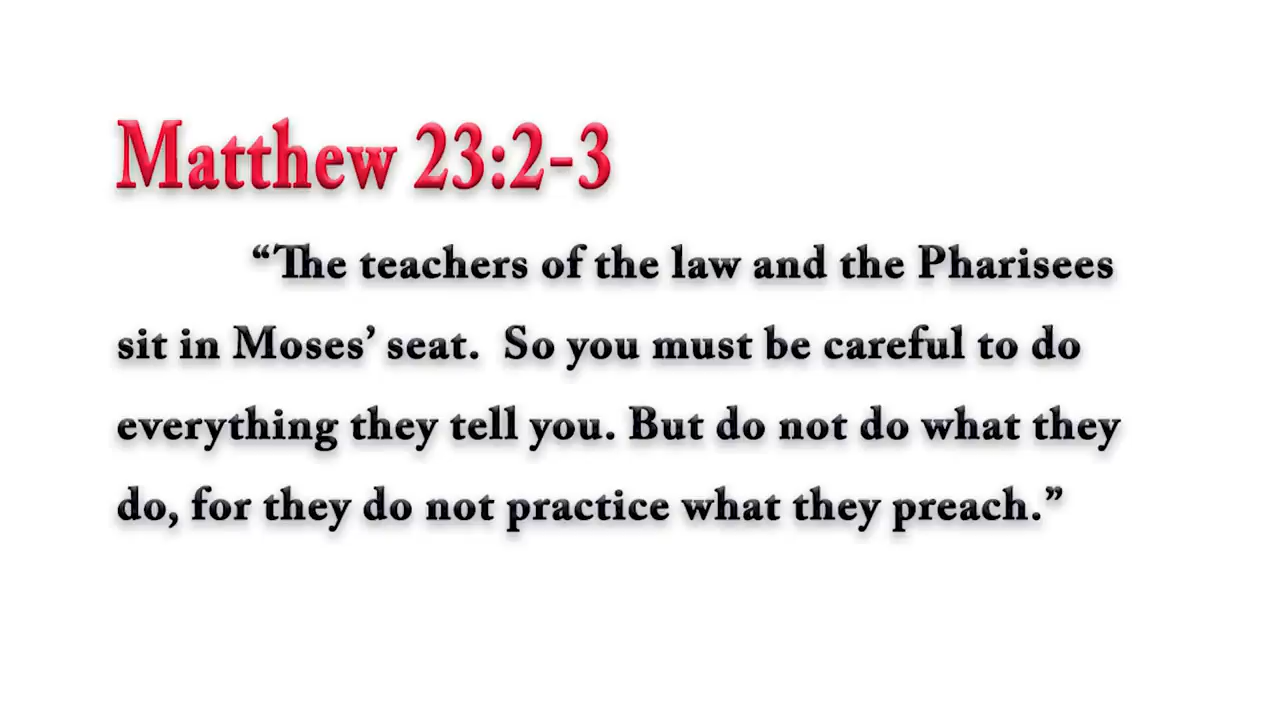 Matthew 23:2-3
“The teachers of the law and the Pharisees
sit in Moses’ seat.  So you must be careful to do
everything they tell you. But do not do what they
do, for they do not practice what they preach.”